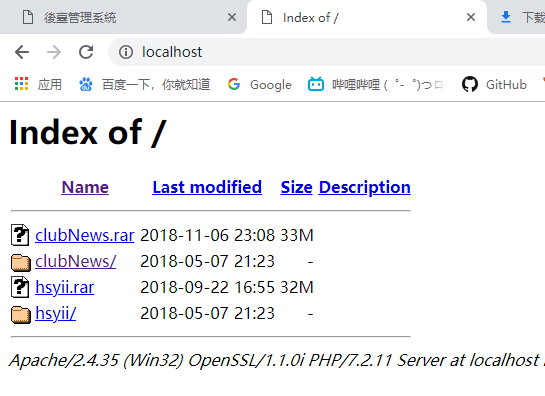 後臺管理系統 Index of / 下载
localhost
应用 百度一下，你就知道 Google 哔哩哔哩 ( ゜- ゜)つロ GitHub
Index of /
Name Last modified Size Description
clubNews.rar 2018-11-06 23:08 33M
clubNews/ 2018-05-07 21:23 -
hsyii.rar 2018-09-22 16:55 32M
hsyii/ 2018-05-07 21:23 -
Apache/2.4.35 (Win32) OpenSSL/1.1.0i PHP/7.2.11 Server at localhost